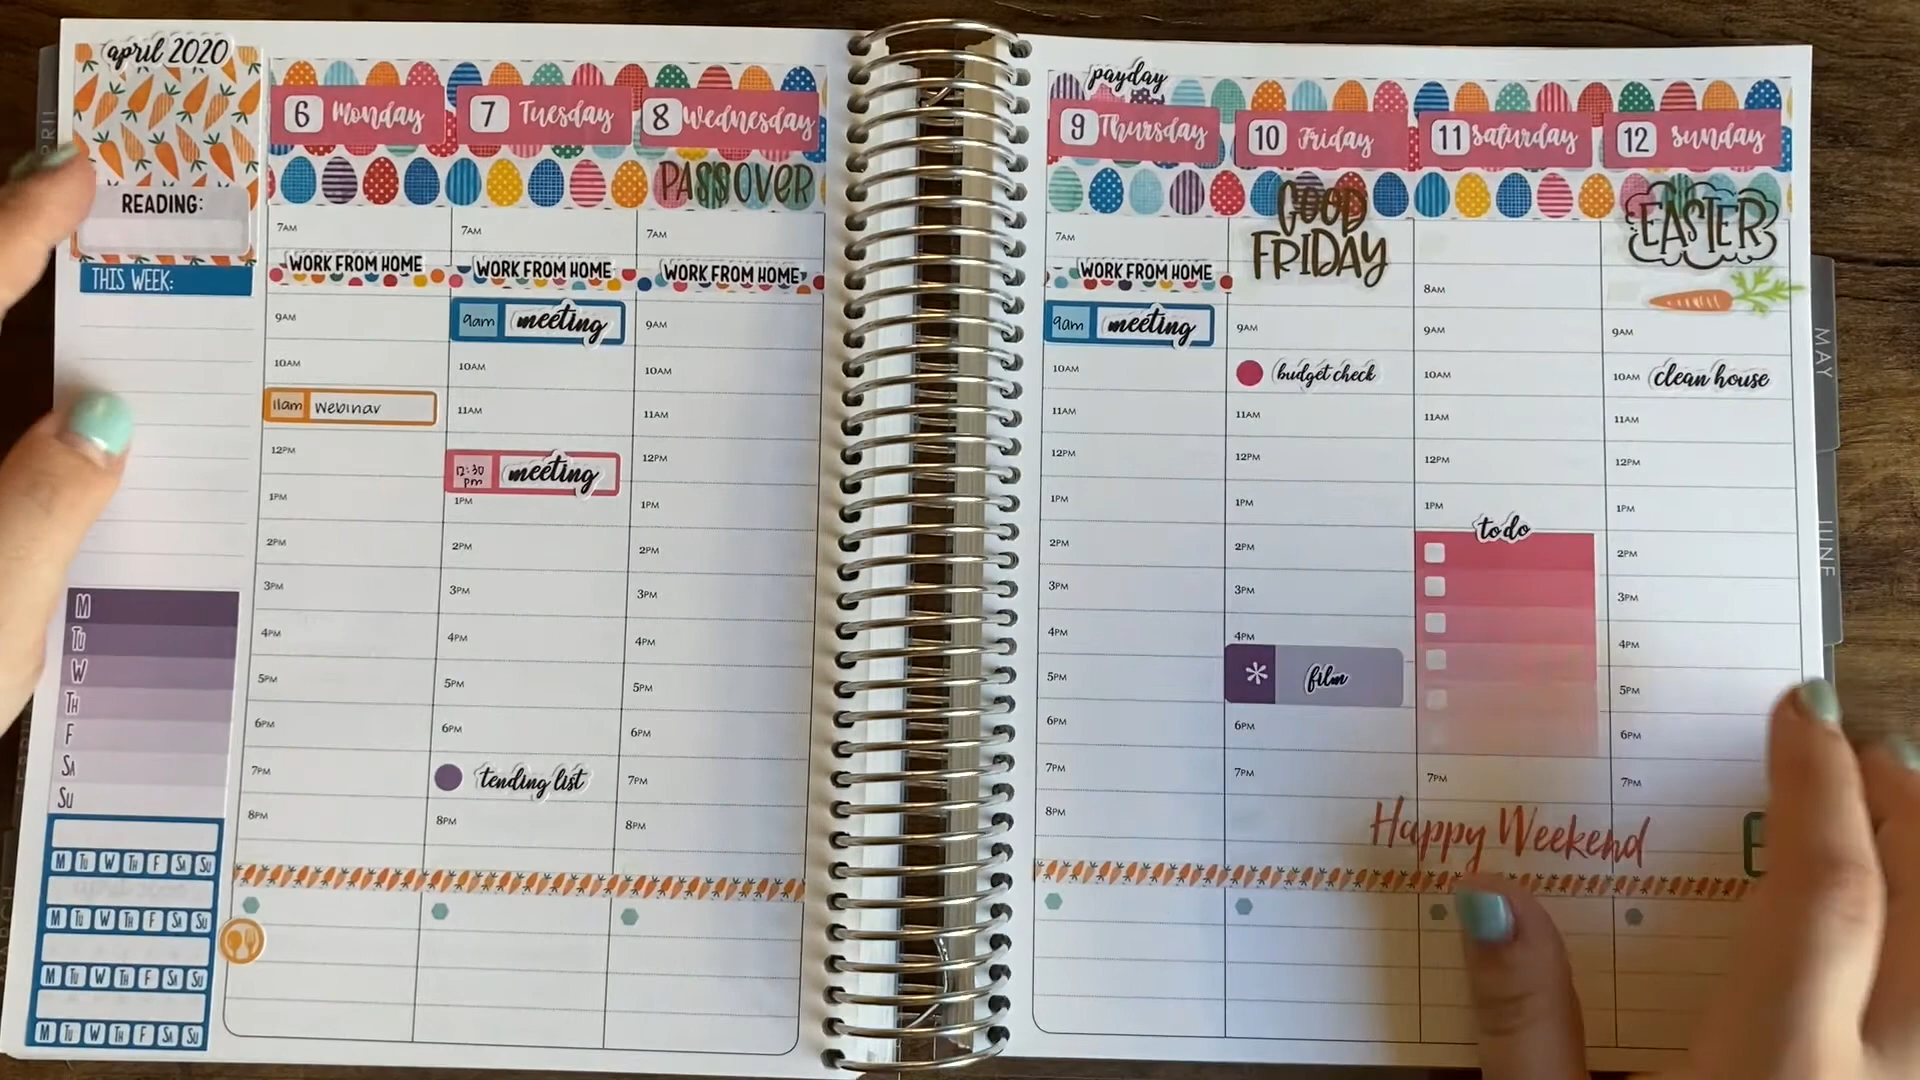 april 2020
READING:
THIS WEEK:
M
TU
W
TH
F
SA
SU
M TU W TH F SA SU
M TU W TH F SA SU
M TU W TH F SA SU
M TU W TH F SA SU
6 Monday
7AM
WORK FROM HOME
9AM
10AM
11am Webinar
12PM
1PM
2PM
3PM
4PM
5PM
6PM
7PM
8PM
7 Tuesday
7AM
WORK FROM HOME
9am meeting
10AM
11AM
12:30
pm meeting
1PM
2PM
3PM
4PM
5PM
6PM
tending list
8PM
8 Wednesday
PASSOVER
7AM
WORK FROM HOME
9AM
10AM
11AM
12PM
1PM
2PM
3PM
4PM
5PM
6PM
7PM
8PM
payday
9 Thursday
7AM
WORK FROM HOME
9am meeting
10AM
11AM
12PM
1PM
2PM
3PM
4PM
5PM
6PM
7PM
8PM
10 Friday
GOOD
FRIDAY
9AM
budget check
11AM
12PM
1PM
2PM
3PM
4PM
* film
6PM
7PM
11 Saturday
8AM
9AM
10AM
11AM
12PM
1PM
to do
7PM
Happy Weekend
12 Sunday
EASTER
9AM
10AM clean house
11AM
12PM
1PM
2PM
3PM
4PM
5PM
6PM
7PM
E
APRIL
MAY
JUNE
MARCH